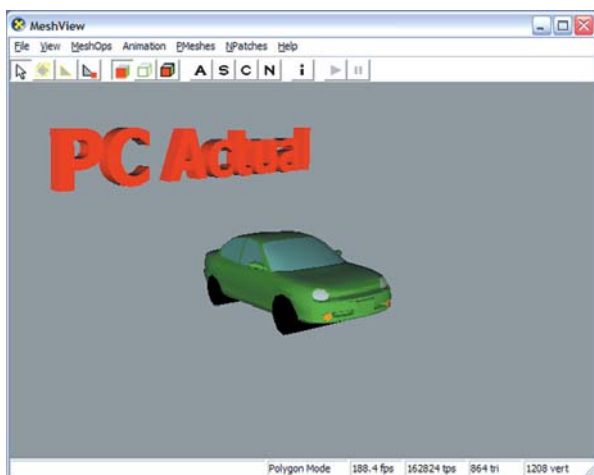 MeshView
File View MeshOps Animation PMeshes NPatches Help
A S C N i
PC Actual
Polygon Mode 188.4 fps 162824 tps 864 tri 1208 vert